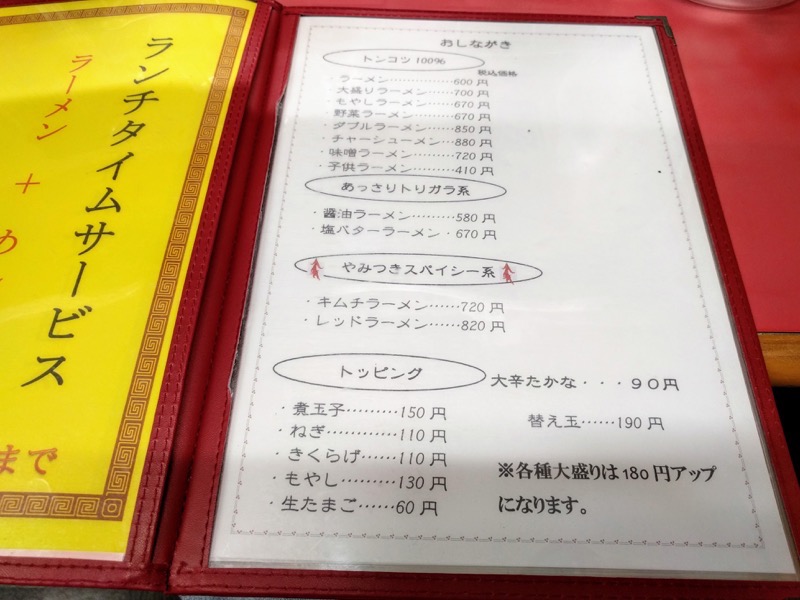 ランチタイムサービス
ラーメン + め
まで
おしながき
トンコツ 100%
税込価格
・ラーメン…………600 円
・大盛りラーメン……700 円
・もやしラーメン……670 円
・野菜ラーメン………670 円
・ダブルラーメン……850 円
・チャーシューメン…880 円
・味噌ラーメン………720 円
・子供ラーメン………410 円
あっさりトリガラ系
・醤油ラーメン………580 円
・塩バターラーメン・670 円
やみつきスパイシー系
・キムチラーメン……720 円
・レッドラーメン……820 円
トッピング
・煮玉子………150 円
・ねぎ…………110 円
・きくらげ……110 円
・もやし………130 円
・生たまご……60 円
大辛たかな・・・90円
替え玉……190 円
※各種大盛りは 180 円アップ
になります。